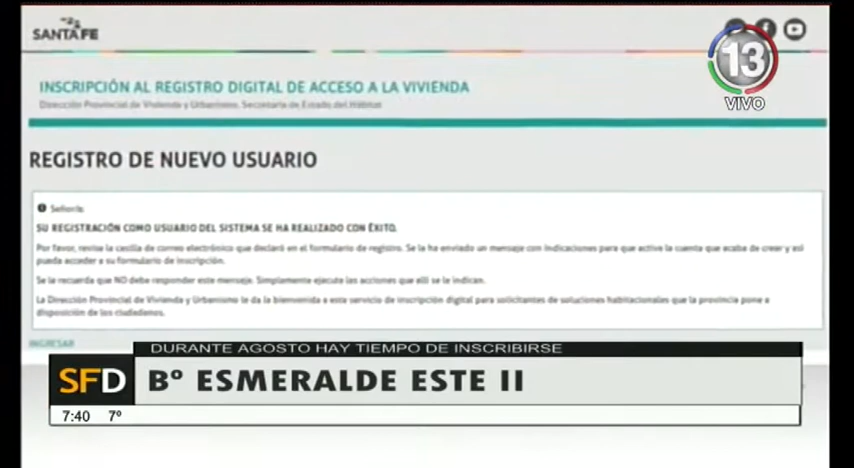 SANTA FE
13
VIVO
INSCRIPCIÓN AL REGISTRO DIGITAL DE ACCESO A LA VIVIENDA
Dirección Provincial de Vivienda y Urbanismo. Secretaría de Estado del Hábitat
REGISTRO DE NUEVO USUARIO
Señor/a:
SU REGISTRACIÓN COMO USUARIO DEL SISTEMA SE HA REALIZADO CON ÉXITO.
Por favor, revise la casilla de correo electrónico que declaró en el formulario de registro. Se le ha enviado un mensaje con indicaciones para que active la cuenta que acaba de crear y así
pueda acceder a su formulario de inscripción.
Se le recuerda que NO debe responder este mensaje. Simplemente ejecute las acciones que allí se le indican.
La Dirección Provincial de Vivienda y Urbanismo le da la bienvenida a este servicio de inscripción digital para solicitantes de soluciones habitacionales que la provincia pone a
disposición de los ciudadanos.
INGRESAR
DURANTE AGOSTO HAY TIEMPO DE INSCRIBIRSE
SFD
Bº ESMERALDE ESTE II
7:40 7º